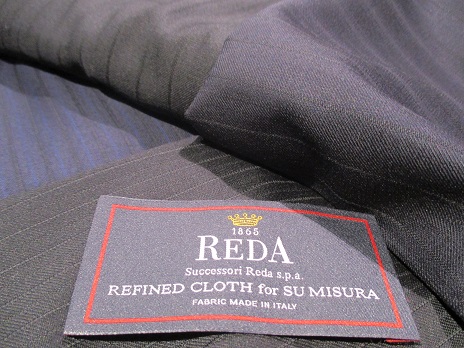 1865
REDA
Successori Reda s.p.a.
REFINED CLOTH for SU MISURA
FABRIC MADE IN ITALY